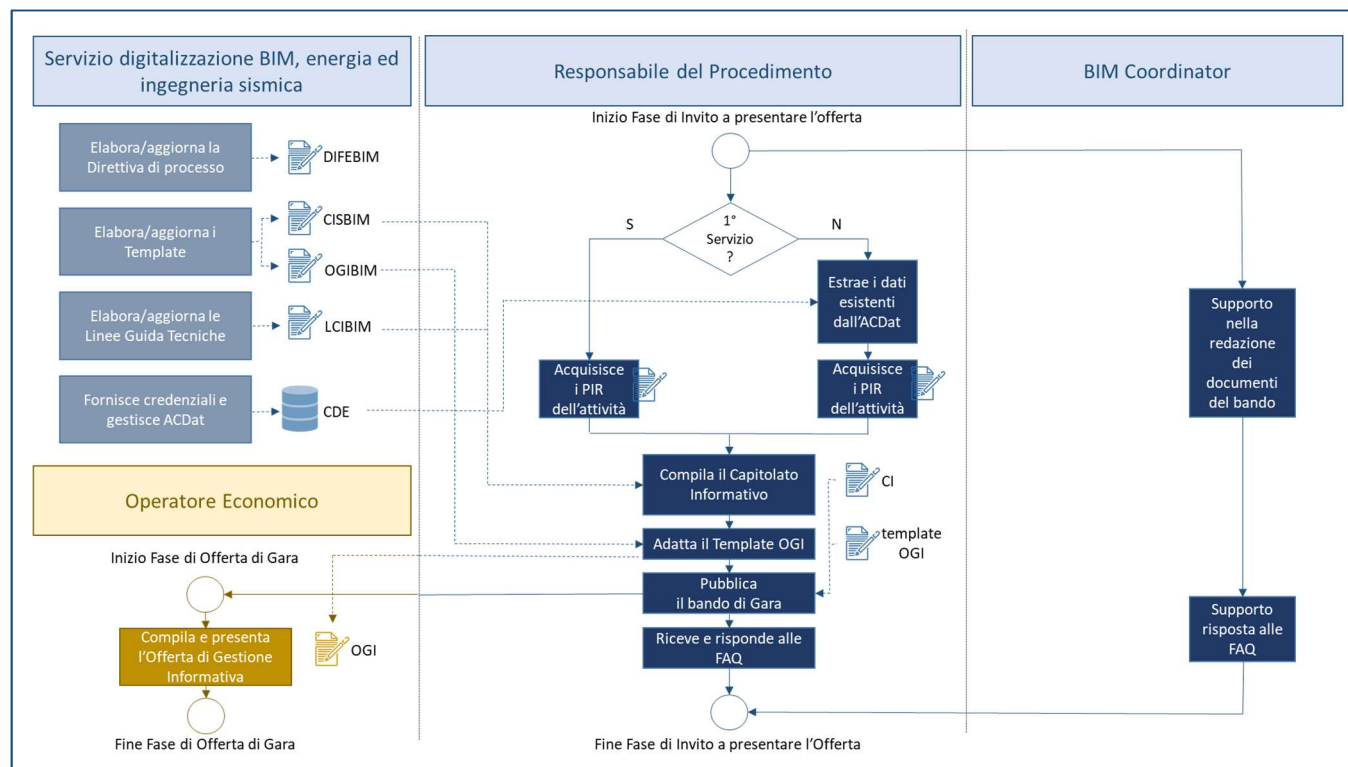 Servizio digitalizzazione BIM, energia ed
ingegneria sismica
Responsabile del Procedimento
BIM Coordinator
Elabora/aggiorna la
Direttiva di processo
DIFEBIM
Elabora/aggiorna i
Template
CISBIM
OGIBIM
Elabora/aggiorna le
Linee Guida Tecniche
LCIBIM
Fornisce credenziali e
gestisce ACDat
CDE
Inizio Fase di Invito a presentare l'offerta
1°
Servizio
?
S
N
Estrae i dati
esistenti
dall'ACDat
Acquisisce
i PIR
dell'attività
Acquisisce
i PIR
dell'attività
Compila il Capitolato
Informativo
CI
Adatta il Template OGI
template
OGI
Pubblica
il bando di Gara
Riceve e risponde alle
FAQ
Fine Fase di Invito a presentare l'Offerta
Supporto
nella
redazione
dei
documenti
del bando
Supporto
risposta alle
FAQ
Operatore Economico
Inizio Fase di Offerta di Gara
Compila e presenta
l'Offerta di Gestione
Informativa
OGI
Fine Fase di Offerta di Gara